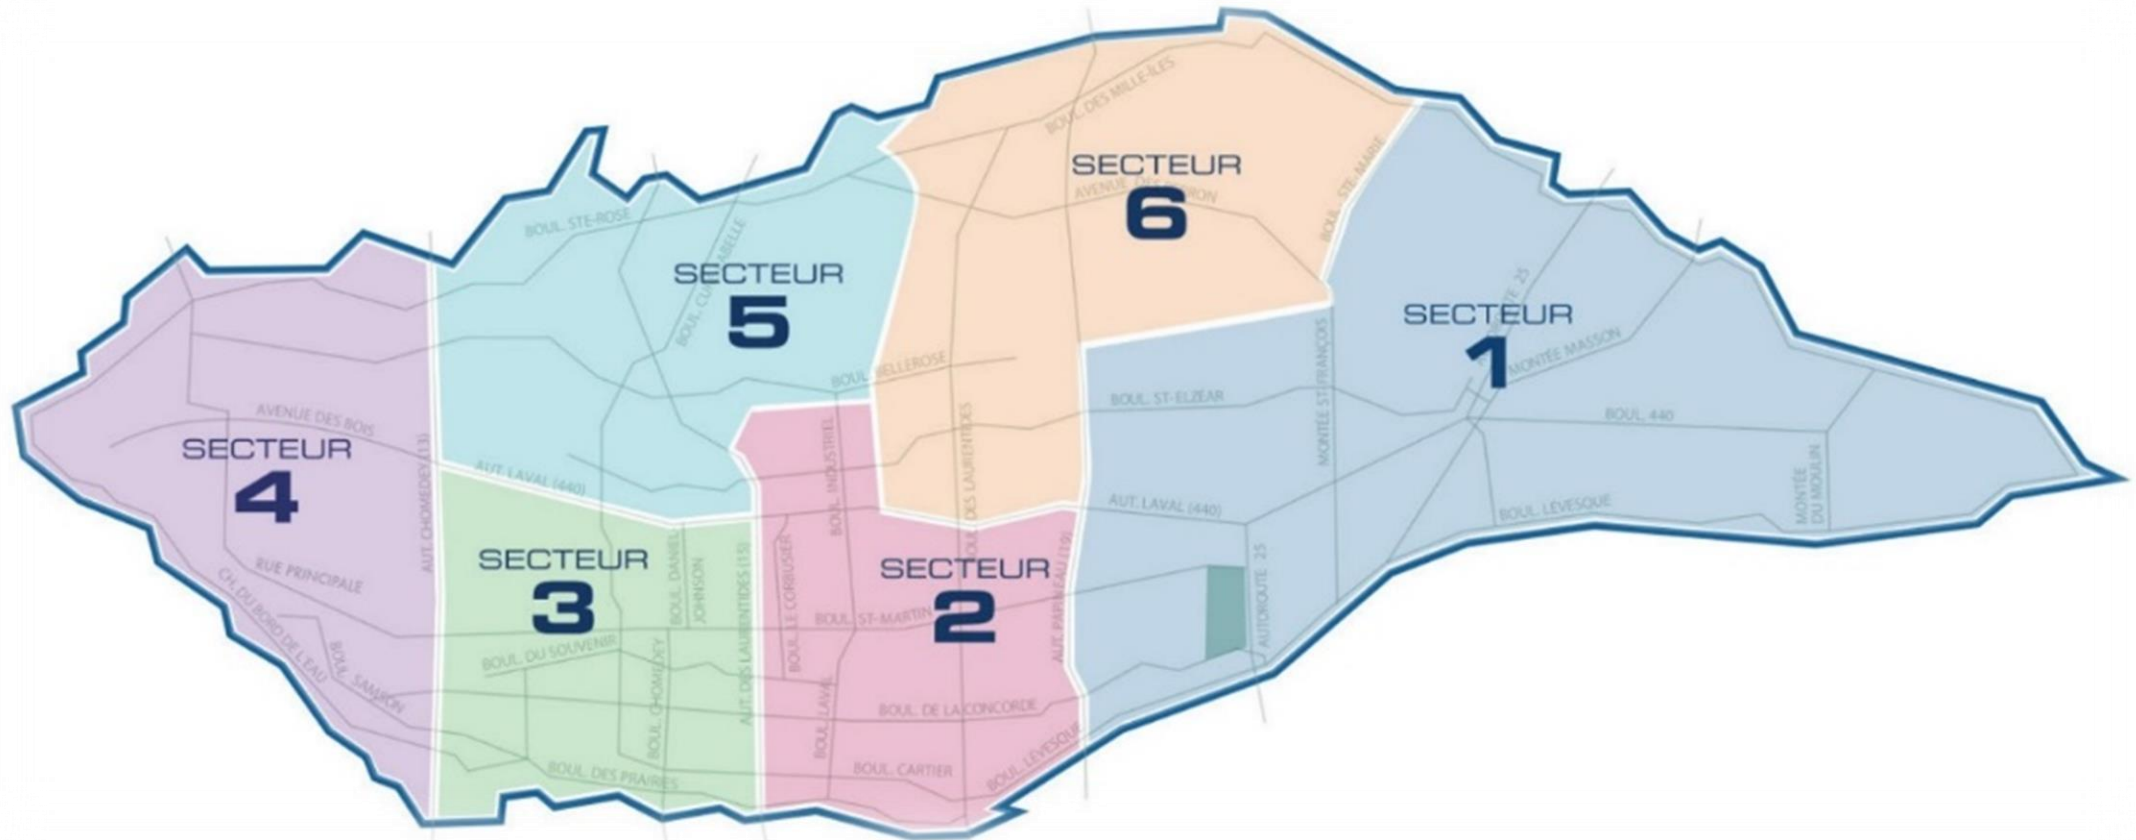 BOUL. DES MILLE-ÎLES
SECTEUR
6
BOUL. STE-MARIE
BOUL. STE-ROSE
SECTEUR
5
BOUL. BELLEROSE
SECTEUR
1
MONTÉE MASSON
MONTÉE ST-FRANÇOIS
BOUL. ST-ELZÉAR
BOUL. 440
AVENUE DES BOIS
SECTEUR
4
AUT. CHOMEDEY (13)
AUT. LAVAL (440)
BOUL. INDUSTRIEL
BOUL. DES LAURENTIDES
AUT. LAVAL (440)
BOUL. LÉVESQUE
MONTÉE
DU MOULIN
RUE PRINCIPALE
CH. DU BORD DE L'EAU
BOUL. SAMSON
SECTEUR
3
BOUL. DANIEL
JOHNSON
AUT. DES LAURENTIDES (15)
BOUL. LE CORBUSIER
SECTEUR
2
BOUL. ST-MARTIN
AUT. PAPINEAU (19)
AUTOROUTE 25
BOUL. DU SOUVENIR
BOUL. CHOMEDEY
BOUL. LAVAL
BOUL. DE LA CONCORDE
BOUL. DES PRAIRIES
BOUL. CARTIER
BOUL. LÉVESQUE